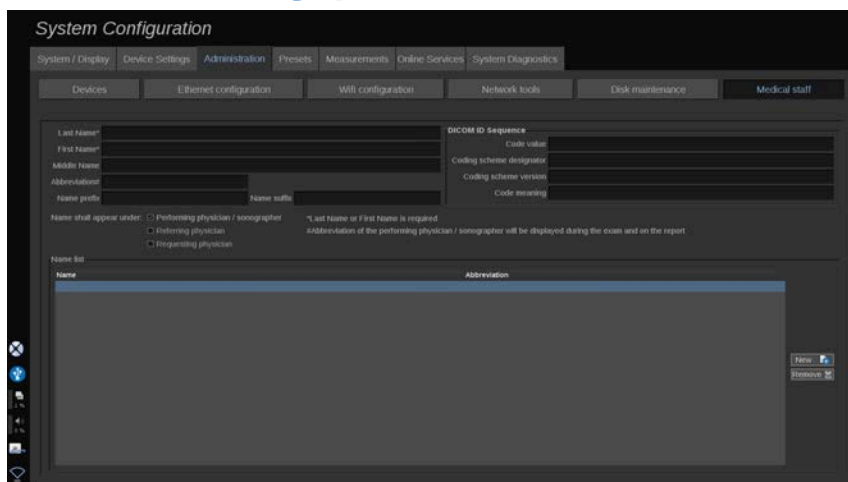 System Configuration
System / Display Device Settings Administration Presets Measurements Online Services System Diagnostics
Devices Ethernet configuration Wifi configuration Network tools Disk maintenance Medical staff
Last Name*
First Name*
Middle Name
Abbreviation#
Name prefix Name suffix
DICOM ID Sequence
Code value
Coding scheme designator
Coding scheme version
Code meaning
Name shall appear under: Performing physician / sonographer
Referring physician
Requesting physician
*Last Name or First Name is required
#Abbreviation of the performing physician / sonographer will be displayed during the exam and on the report
Name list
Name Abbreviation
New
Remove